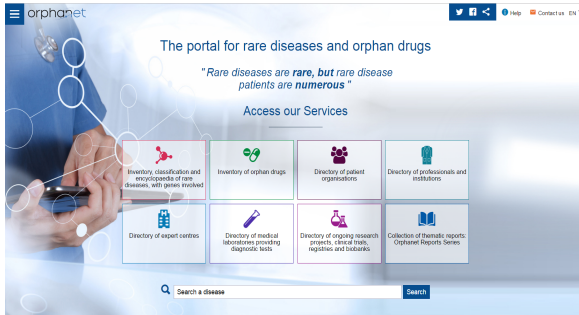 orphanet
Help
Contact us
EN
The portal for rare diseases and orphan drugs
"Rare diseases are rare, but rare disease
patients are numerous"
Access our Services
Inventory, classification and
encyclopaedia of rare
diseases, with genes involved
Inventory of orphan drugs
Directory of patient
organisations
Directory of professionals and
institutions
Directory of expert centres
Directory of medical
laboratories providing
diagnostic tests
Directory of ongoing research
projects, clinical trials,
registries and biobanks
Collection of thematic reports:
Orphanet Reports Series
Search a disease
Search